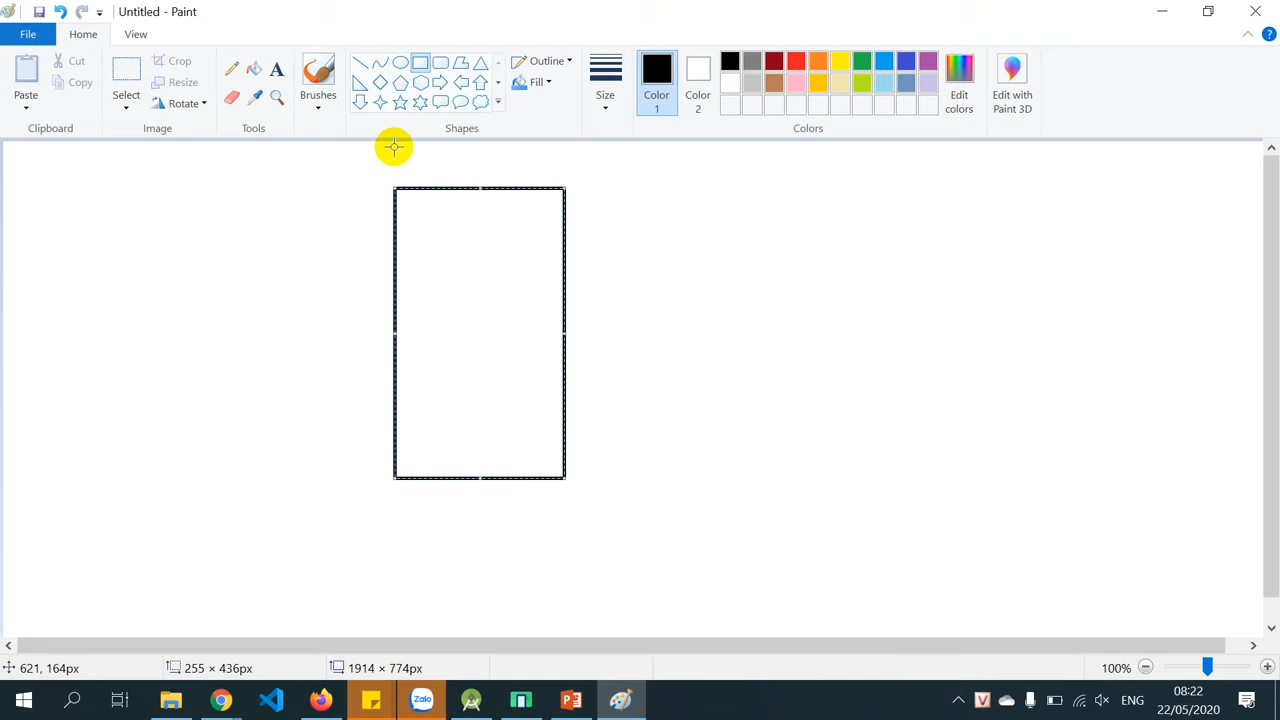 Untitled - Paint
File Home View
Cut
Copy
Paste
Clipboard
Select
Crop
Resize
Rotate
Image
A
Tools
Brushes
Shapes
Outline
Fill
Size
Color 1
Color 2
Colors
Edit colors
Edit with Paint 3D
621, 164px
255 × 436px
1914 × 774px
100%
Zalo
V
ENG
08:22
22/05/2020